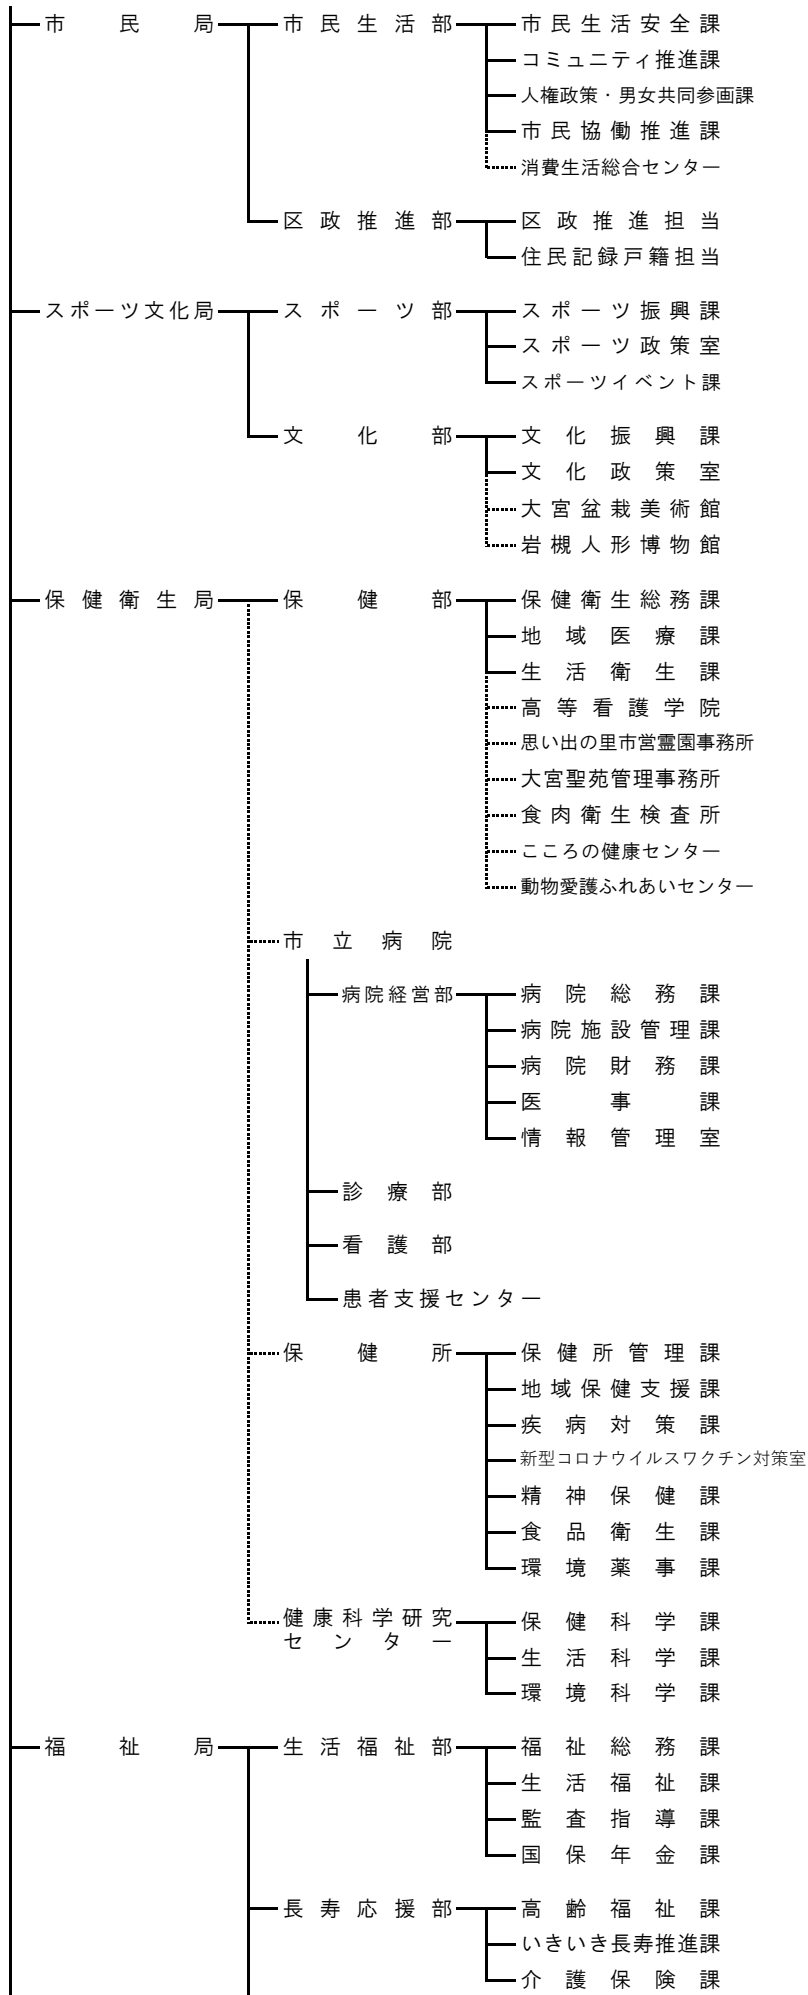 市民局 市民生活部 市民生活安全課
コミュニティ推進課
人権政策・男女共同参画課
市民協働推進課
消費生活総合センター
区政推進部 区政推進担当
住民記録戸籍担当
スポーツ文化局 スポーツ部 スポーツ振興課
スポーツ政策室
スポーツイベント課
文化部 文化振興課
文化政策室
大宮盆栽美術館
岩槻人形博物館
保健衛生局 保健部 保健衛生総務課
地域医療課
生活衛生課
高等看護学院
思い出の里市営霊園事務所
大宮聖苑管理事務所
食肉衛生検査所
こころの健康センター
動物愛護ふれあいセンター
市立病院
病院経営部 病院総務課
病院施設管理課
病院財務課
医事課
情報管理室
診療部
看護部
患者支援センター
保健所 保健所管理課
地域保健支援課
疾病対策課
新型コロナウイルスワクチン対策室
精神保健課
食品衛生課
環境薬事課
健康科学研究
センター
保健科学課
生活科学課
環境科学課
福祉局 生活福祉部 福祉総務課
生活福祉課
監査指導課
国保年金課
長寿応援部 高齢福祉課
いきいき長寿推進課
介護保険課